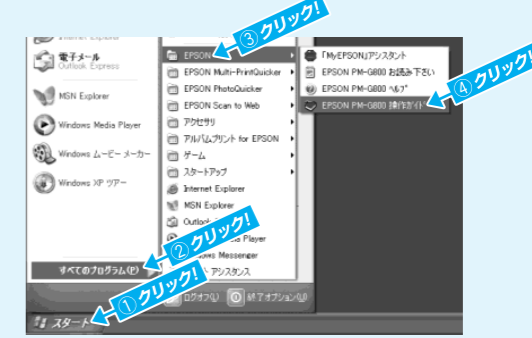 電子メール
Outlook Express
MSN Explorer
Windows Media Player
Windows ムービー メーカー
Windows XP ツアー
すべてのプログラム(P)
②クリック!
①クリック!
スタート
EPSON
③クリック!
EPSON Multi-PrintQuicker
EPSON PhotoQuicker
EPSON Scan to Web
アクセサリ
アルバムプリント for EPSON
ゲーム
スタートアップ
Internet Explorer
MSN Explorer
Outlook
Media Player
Windows Messenger
アシスタンス
ログオフ(L)
終了オプション(U)
「MyEPSON」アシスタント
EPSON PM-G800 お読み下さい
EPSON PM-G800 ヘルプ
EPSON PM-G800 操作ガイド
④クリック!